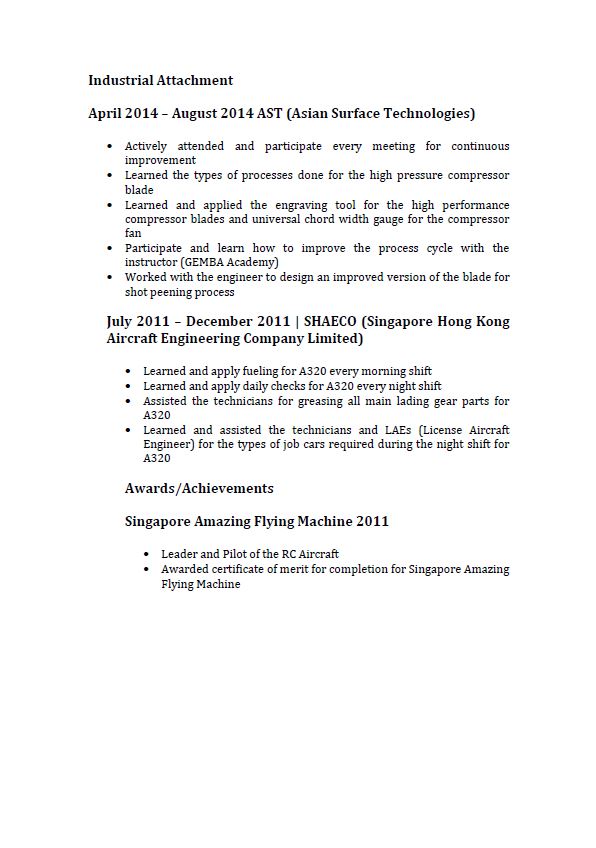 Industrial Attachment
April 2014 – August 2014 AST (Asian Surface Technologies)
• Actively attended and participate every meeting for continuous
improvement
• Learned the types of processes done for the high pressure compressor
blade
• Learned and applied the engraving tool for the high performance
compressor blades and universal chord width gauge for the compressor
fan
• Participate and learn how to improve the process cycle with the
instructor (GEMBA Academy)
• Worked with the engineer to design an improved version of the blade for
shot peening process
July 2011 – December 2011 | SHAECO (Singapore Hong Kong
Aircraft Engineering Company Limited)
• Learned and apply fueling for A320 every morning shift
• Learned and apply daily checks for A320 every night shift
• Assisted the technicians for greasing all main lading gear parts for
A320
• Learned and assisted the technicians and LAEs (License Aircraft
Engineer) for the types of job cars required during the night shift for
A320
Awards/Achievements
Singapore Amazing Flying Machine 2011
• Leader and Pilot of the RC Aircraft
• Awarded certificate of merit for completion for Singapore Amazing
Flying Machine